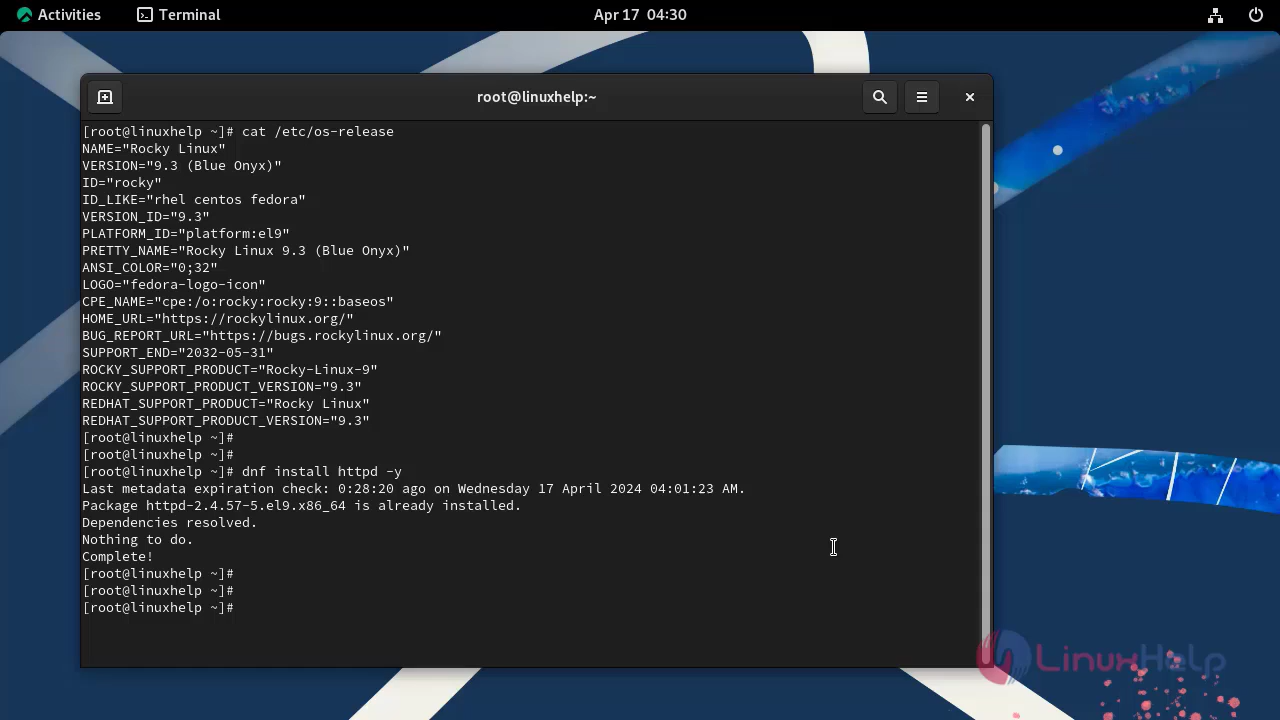 Activities
Terminal
Apr 17 04:30
root@linuxhelp:~
[root@linuxhelp ~]# cat /etc/os-release
NAME="Rocky Linux"
VERSION="9.3 (Blue Onyx)"
ID="rocky"
ID_LIKE="rhel centos fedora"
VERSION_ID="9.3"
PLATFORM_ID="platform:el9"
PRETTY_NAME="Rocky Linux 9.3 (Blue Onyx)"
ANSI_COLOR="0;32"
LOGO="fedora-logo-icon"
CPE_NAME="cpe:/o:rocky:rocky:9::baseos"
HOME_URL="https://rockylinux.org/"
BUG_REPORT_URL="https://bugs.rockylinux.org/"
SUPPORT_END="2032-05-31"
ROCKY_SUPPORT_PRODUCT="Rocky-Linux-9"
ROCKY_SUPPORT_PRODUCT_VERSION="9.3"
REDHAT_SUPPORT_PRODUCT="Rocky Linux"
REDHAT_SUPPORT_PRODUCT_VERSION="9.3"
[root@linuxhelp ~]#
[root@linuxhelp ~]#
[root@linuxhelp ~]# dnf install httpd -y
Last metadata expiration check: 0:28:20 ago on Wednesday 17 April 2024 04:01:23 AM.
Package httpd-2.4.57-5.el9.x86_64 is already installed.
Dependencies resolved.
Nothing to do.
Complete!
[root@linuxhelp ~]#
[root@linuxhelp ~]#
[root@linuxhelp ~]#
LinuxHelp